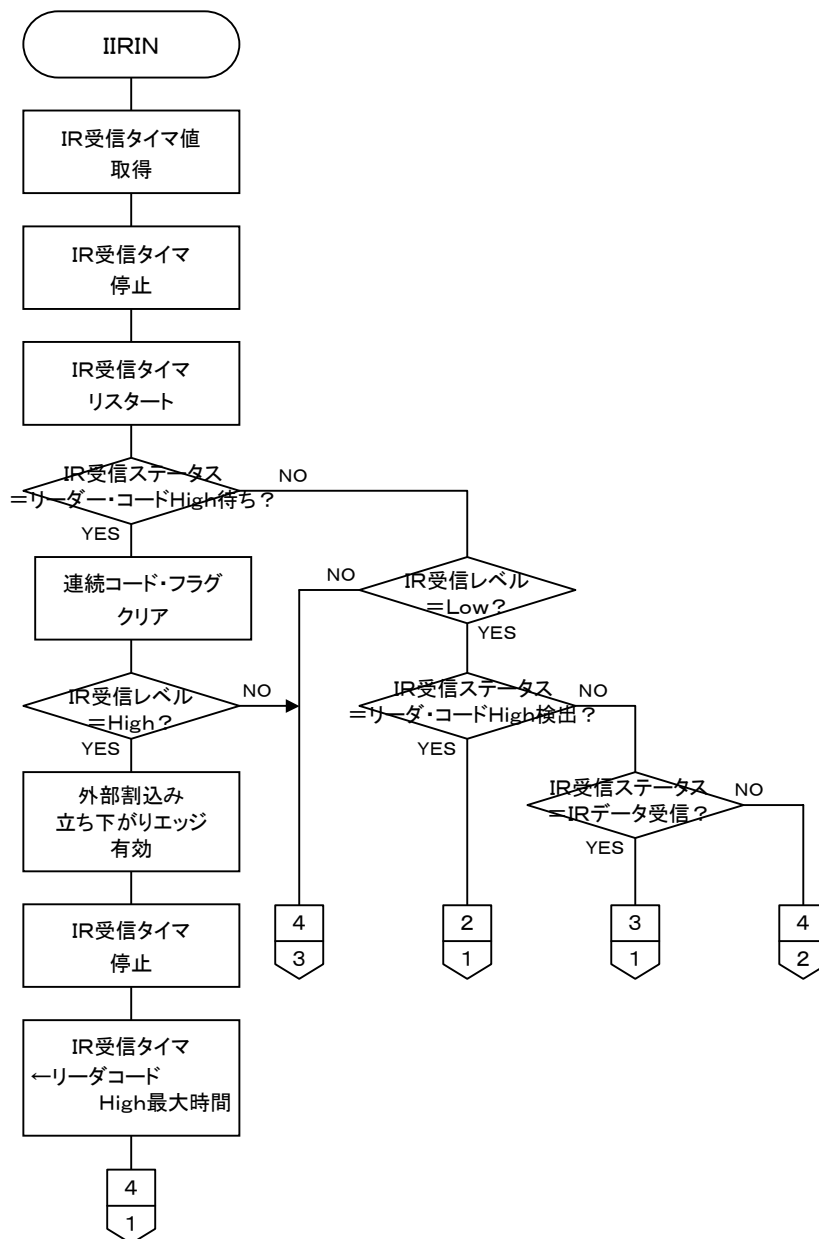 IIRIN
IR受信タイマ値
取得
IR受信タイマ
停止
IR受信タイマ
リスタート
IR受信ステータス
=リーダー・コードHigh待ち?
NO
YES
連続コード・フラグ
クリア
NO
IR受信レベル
=Low?
YES
IR受信レベル
=High?
NO
YES
IR受信ステータス
=リーダ・コードHigh検出?
NO
YES
外部割込み
立ち下がりエッジ
有効
IR受信ステータス
=IRデータ受信?
NO
YES
IR受信タイマ
停止
4
3
2
1
3
1
4
2
IR受信タイマ
←リーダコード
High最大時間
4
1